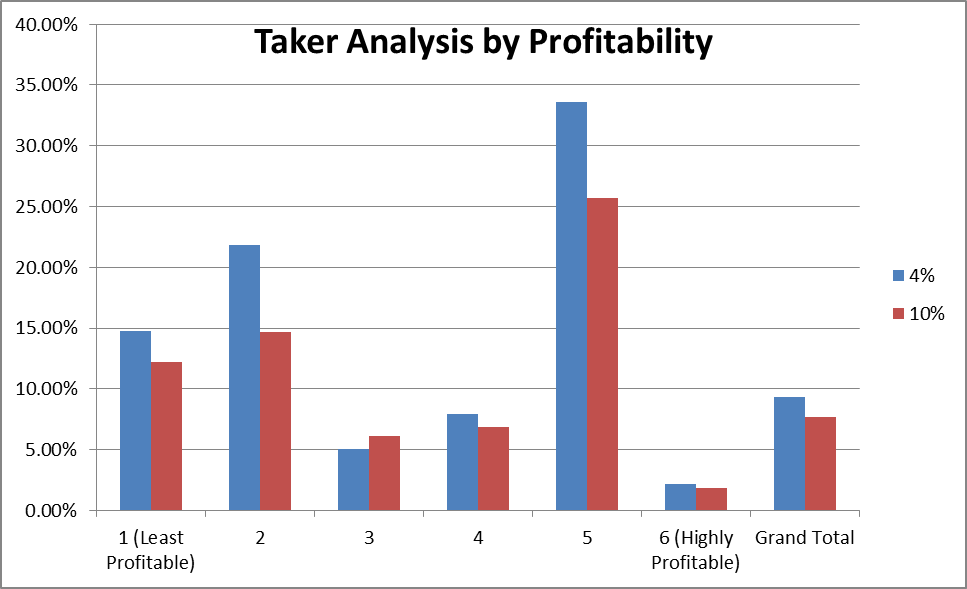 Taker Analysis by Profitability
40.00%
35.00%
30.00%
25.00%
20.00%
15.00%
10.00%
5.00%
0.00%
1 (Least
Profitable)
2
3
4
5
6 (Highly
Profitable)
Grand Total
4%
10%